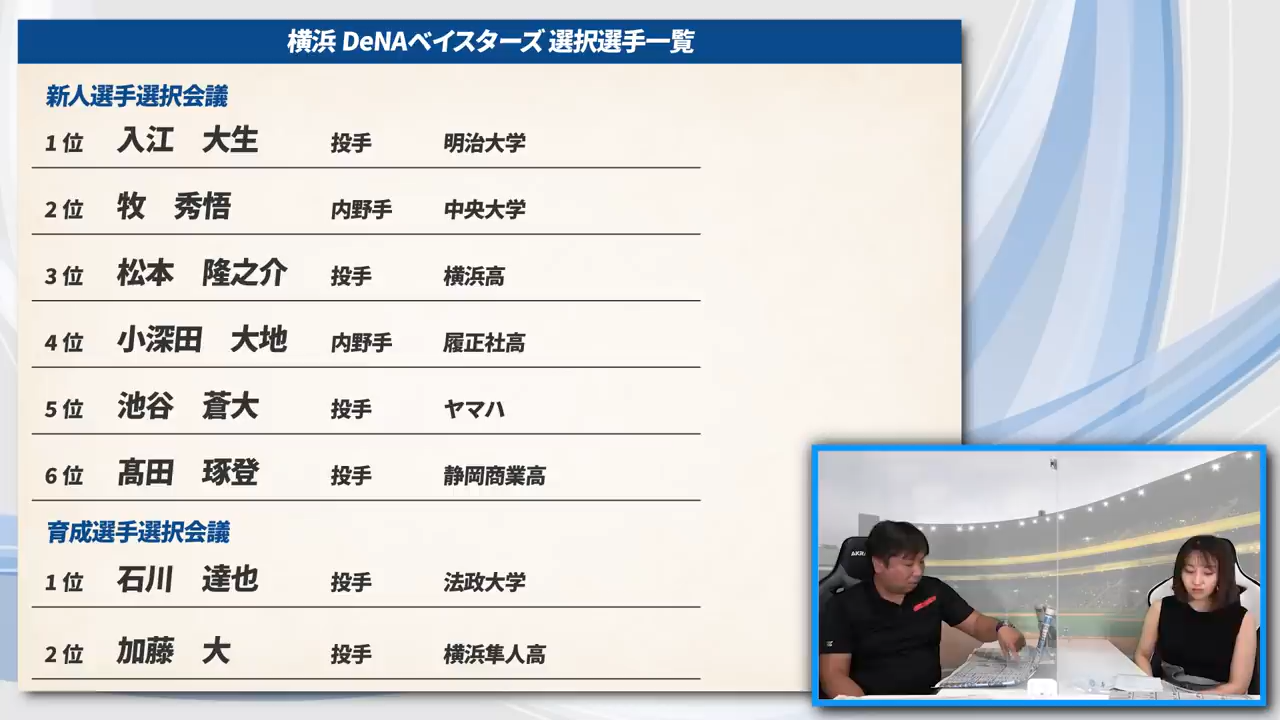 横浜 DeNAベイスターズ 選択選手一覧
新人選手選択会議
1 位 入江 大生 投手 明治大学
2 位 牧 秀悟 内野手 中央大学
3 位 松本 隆之介 投手 横浜高
4 位 小深田 大地 内野手 履正社高
5 位 池谷 蒼大 投手 ヤマハ
6 位 髙田 琢登 投手 静岡商業高
育成選手選択会議
1 位 石川 達也 投手 法政大学
2 位 加藤 大 投手 横浜隼人高